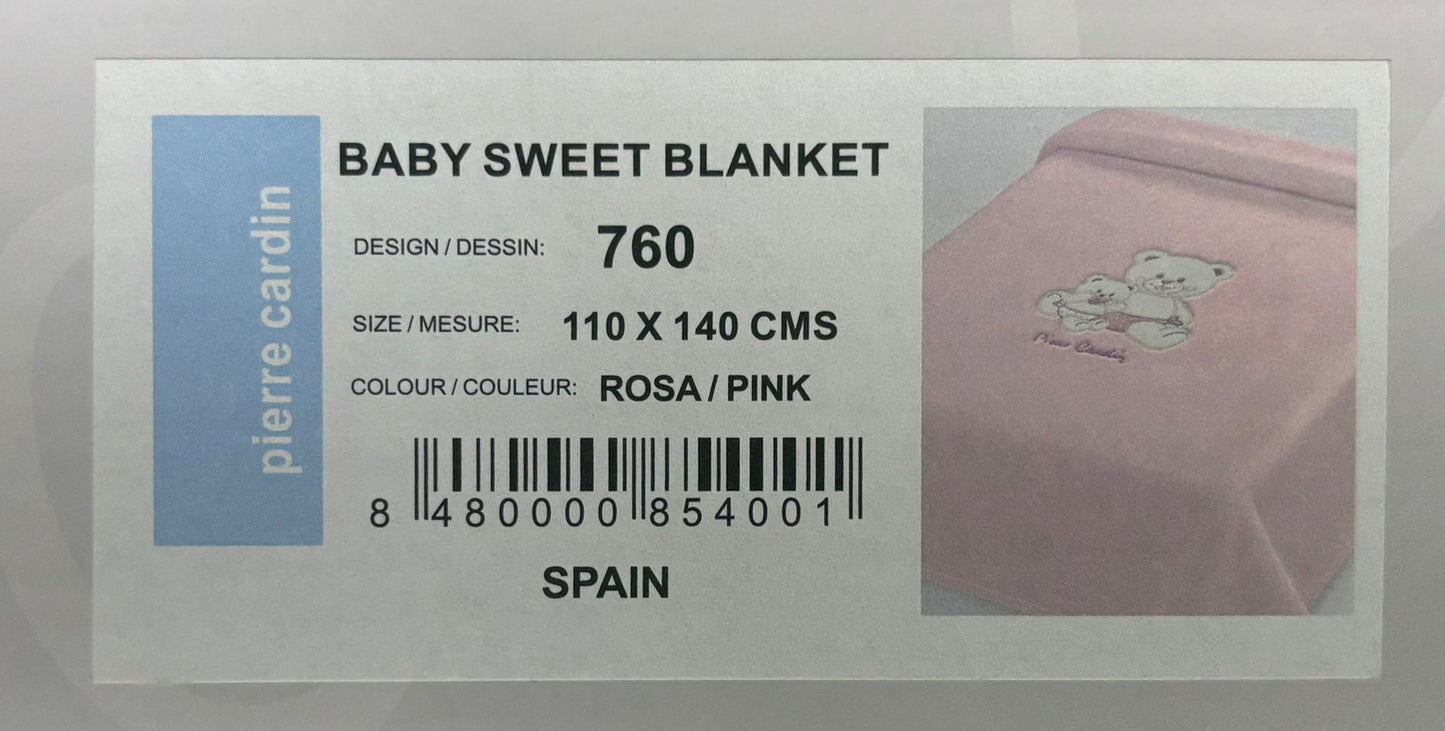 pierre cardin
BABY SWEET BLANKET
DESIGN / DESSIN: 760
SIZE / MESURE: 110 X 140 CMS
COLOUR / COULEUR: ROSA / PINK
8 480000 854001
SPAIN
Pierre Cardin